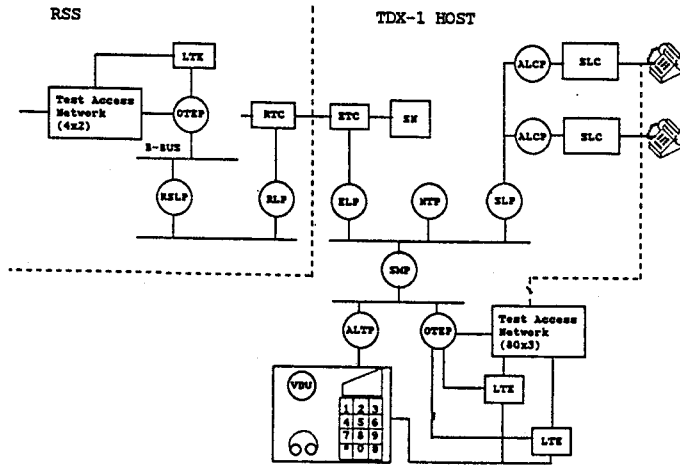 RSS
TDX-1 HOST
LTE
Test Access
Network
(4x2)
OTEP
B-BUS
RTC
ETC
SN
ALCP
SLC
ALCP
SLC
RSLP
RLP
ELP
NTP
SLP
SMP
ALTP
OTEP
Test Access
Network
(80x3)
LTE
LTE
VDU
1 2 3
4 5 6
7 8 9
* 0 #